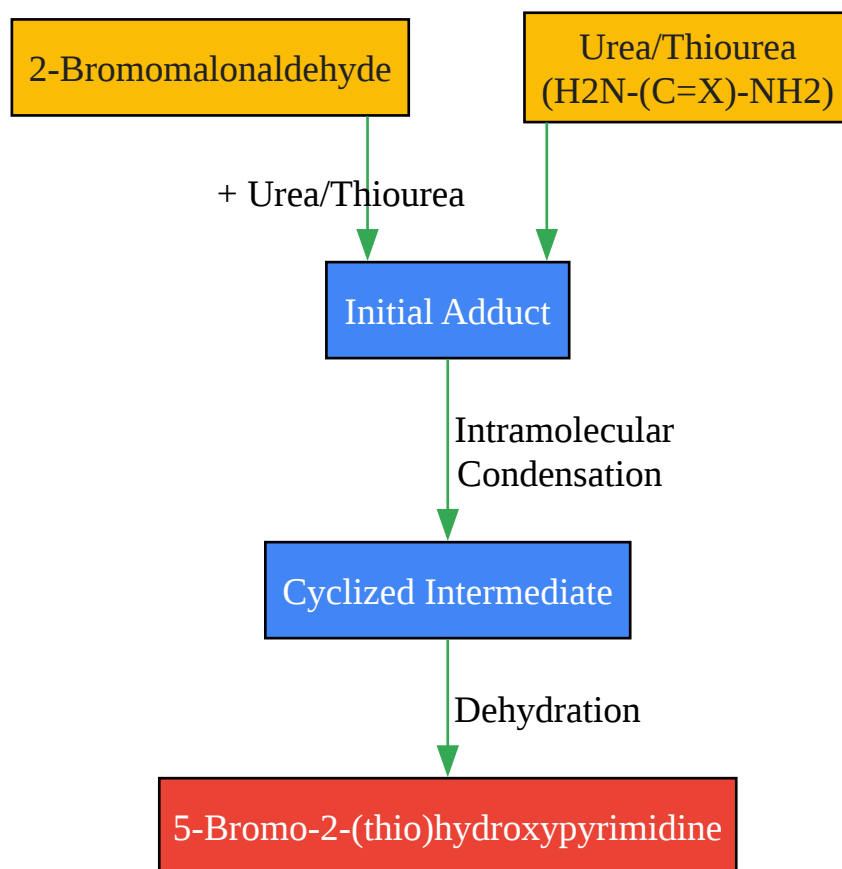 2-Bromomalonaldehyde
Urea/Thiourea
(H2N-(C=X)-NH2)
+ Urea/Thiourea
Initial Adduct
Intramolecular
Condensation
Cyclized Intermediate
Dehydration
5-Bromo-2-(thio)hydroxypyrimidine